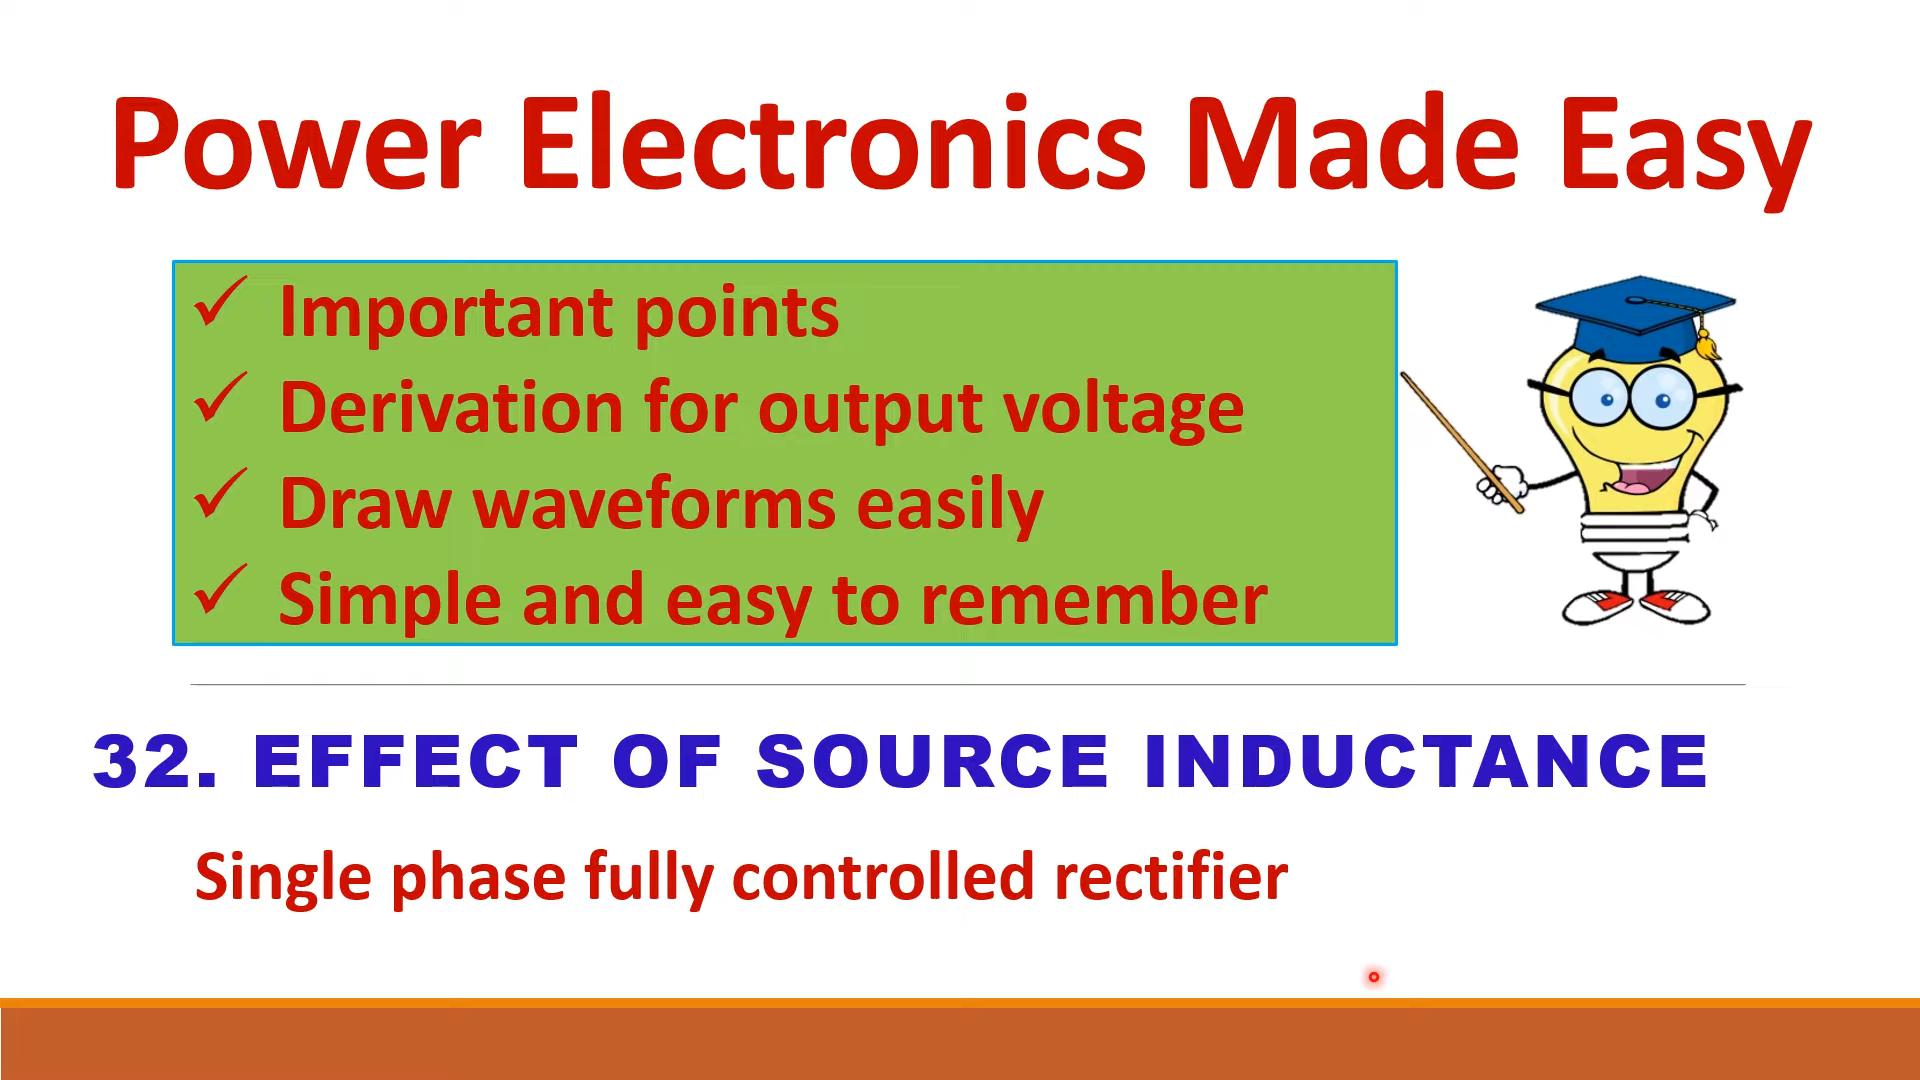 Power Electronics Made Easy
✓ Important points
✓ Derivation for output voltage
✓ Draw waveforms easily
✓ Simple and easy to remember
32. EFFECT OF SOURCE INDUCTANCE
Single phase fully controlled rectifier